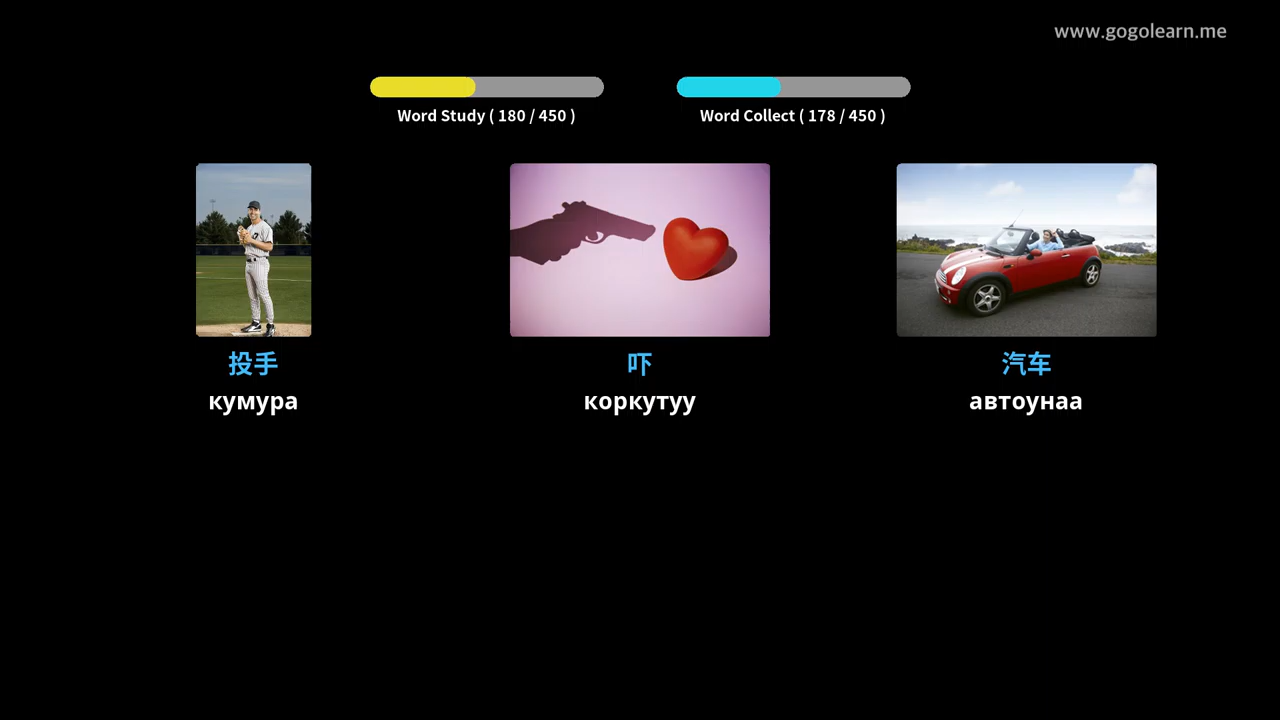 www.gogolearn.me
Word Study ( 180 / 450 )
Word Collect ( 178 / 450 )
投手
吓
汽车
кумура
коркутуу
автоунаа